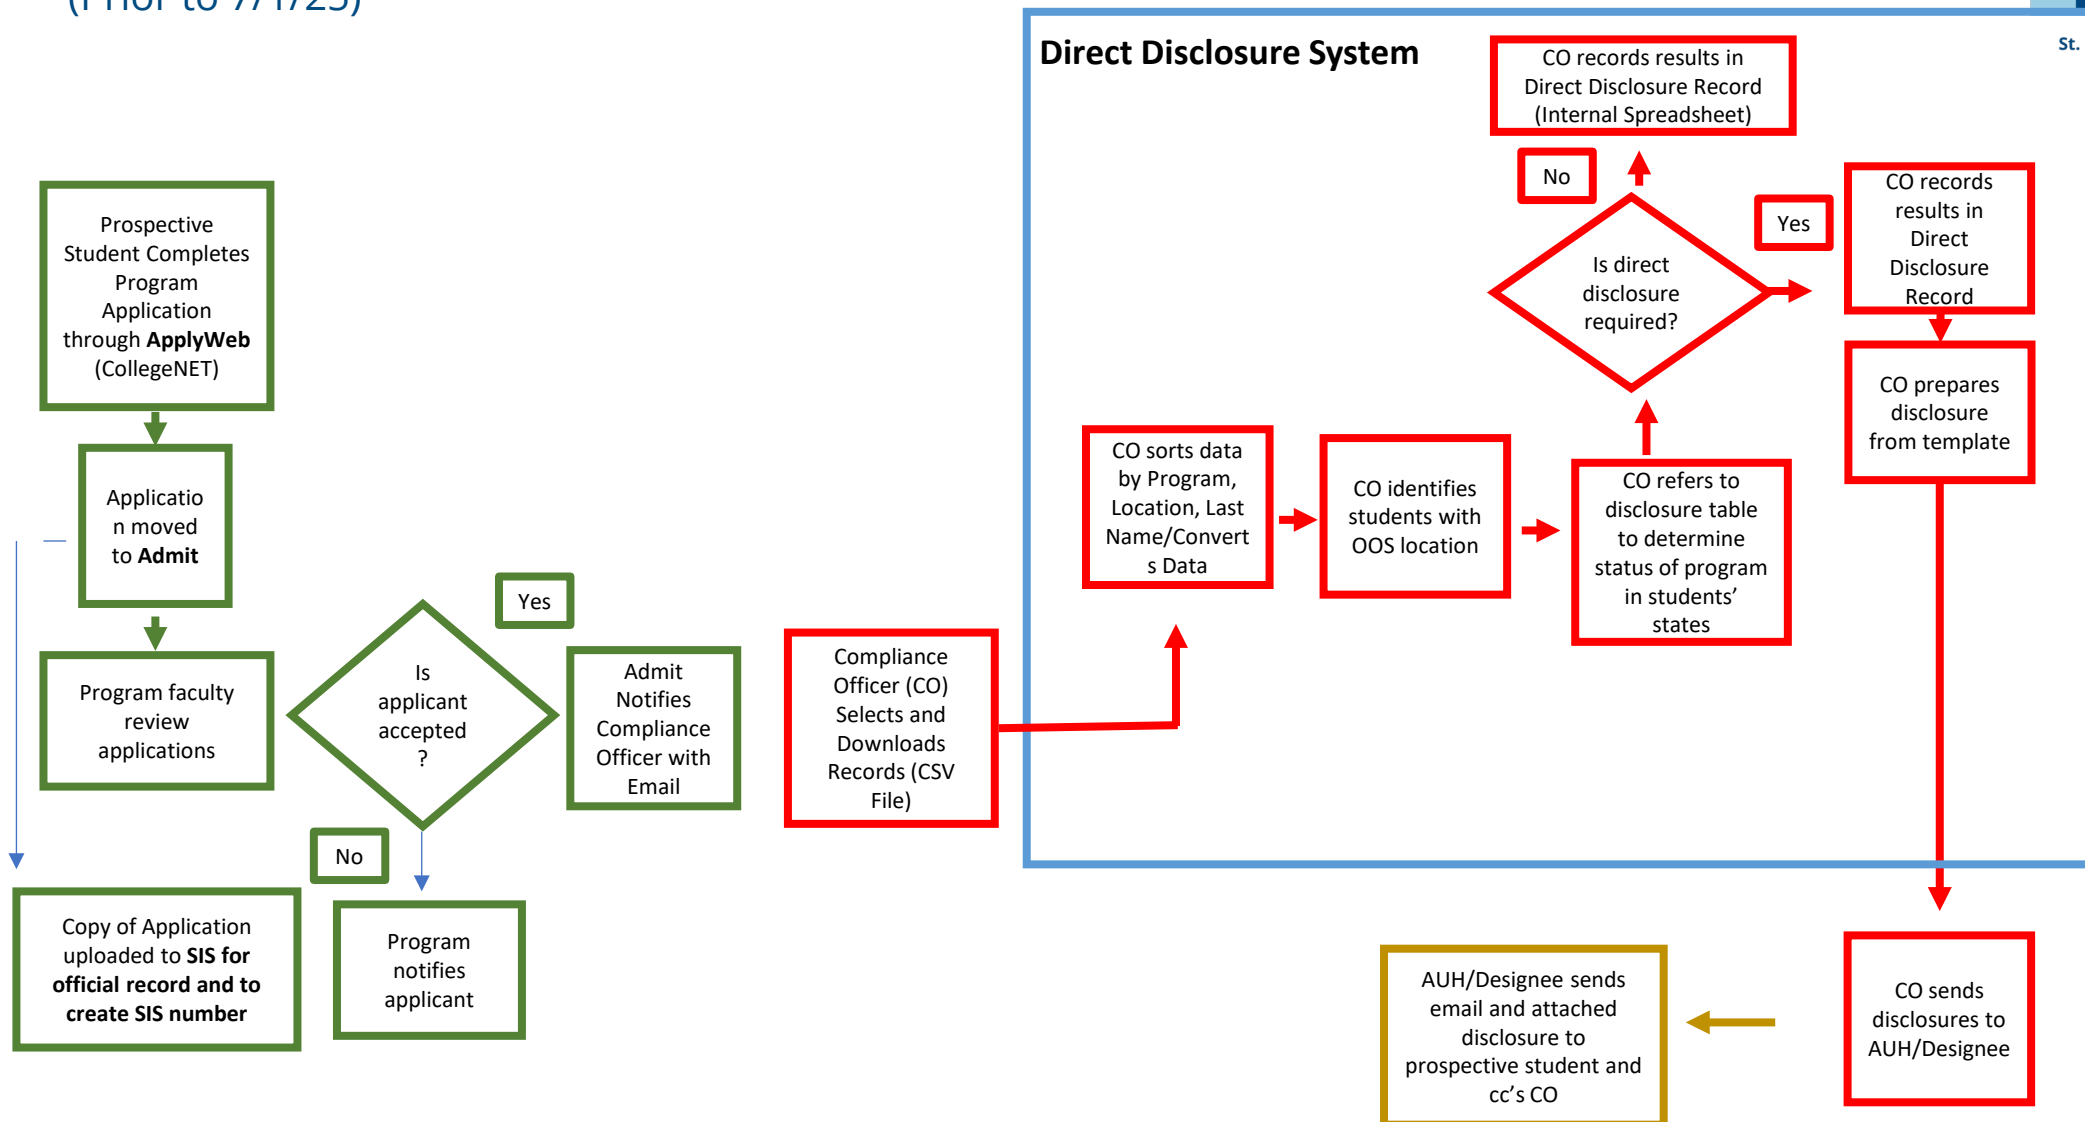 (Prior to 7/1/23)
St.
Direct Disclosure System
CO records results in
Direct Disclosure Record
(Internal Spreadsheet)
No
Yes
CO records
results in
Direct
Disclosure
Record
Is direct
disclosure
required?
CO prepares
disclosure
from template
Prospective
Student Completes
Program
Application
through ApplyWeb
(CollegeNET)
Applicatio
n moved
to Admit
Program faculty
review
applications
Is
applicant
accepted
?
Yes
Admit
Notifies
Compliance
Officer with
Email
No
Copy of Application
uploaded to SIS for
official record and to
create SIS number
Program
notifies
applicant
Compliance
Officer (CO)
Selects and
Downloads
Records (CSV
File)
CO sorts data
by Program,
Location, Last
Name/Convert
s Data
CO identifies
students with
OOS location
CO refers to
disclosure table
to determine
status of program
in students’
states
AUH/Designee sends
email and attached
disclosure to
prospective student and
cc’s CO
CO sends
disclosures to
AUH/Designee